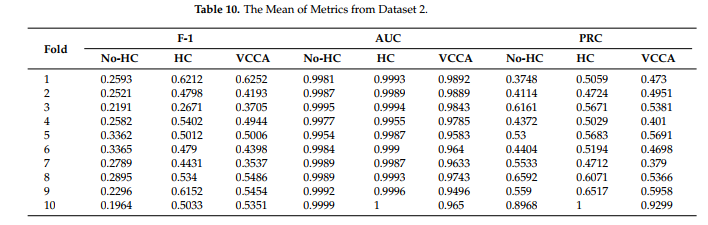 Table 10. The Mean of Metrics from Dataset 2.
Fold F-1 AUC PRC
No-HC HC VCCA No-HC HC VCCA No-HC HC VCCA
1 0.2593 0.6212 0.6252 0.9981 0.9993 0.9892 0.3748 0.5059 0.473
2 0.2521 0.4798 0.4193 0.9987 0.9989 0.9889 0.4114 0.4724 0.4951
3 0.2191 0.2671 0.3705 0.9995 0.9994 0.9843 0.6161 0.5671 0.5381
4 0.2582 0.5402 0.4944 0.9977 0.9955 0.9785 0.4372 0.5029 0.401
5 0.3362 0.5012 0.5006 0.9954 0.9987 0.9583 0.53 0.5683 0.5691
6 0.3365 0.479 0.4398 0.9984 0.999 0.964 0.4404 0.5194 0.4698
7 0.2789 0.4431 0.3537 0.9989 0.9987 0.9633 0.5533 0.4712 0.379
8 0.2895 0.534 0.5486 0.9989 0.9993 0.9743 0.6592 0.6071 0.5366
9 0.2296 0.6152 0.5454 0.9992 0.9996 0.9496 0.559 0.6517 0.5958
10 0.1964 0.5033 0.5351 0.9999 1 0.965 0.8968 1 0.9299